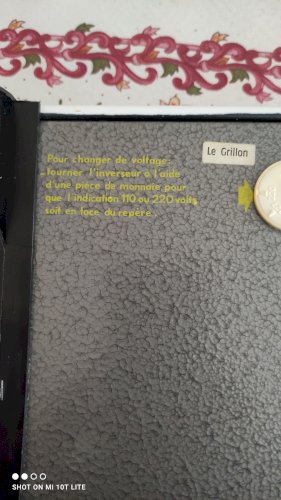 Le Grillon
Pour changer de voltage:
tourner l'inverseur à l'aide
d'une pièce de monnaie pour
que l'indication 110 ou 220 volts
soit en face du repère.
SHOT ON MI 10T LITE